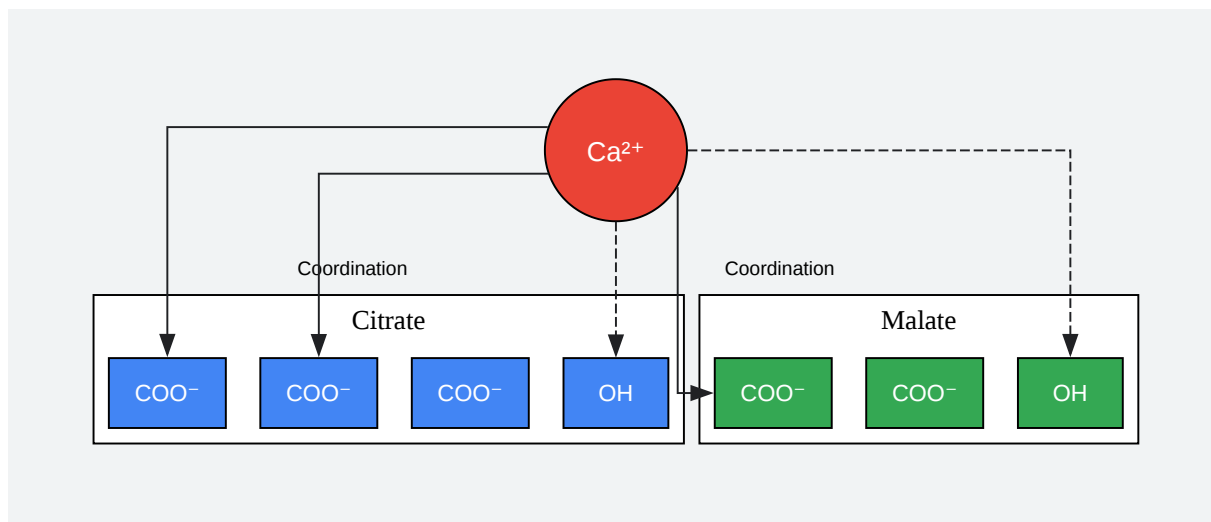 Ca²⁺
Coordination
Coordination
Citrate
Malate
COO⁻
COO⁻
COO⁻
OH
COO⁻
COO⁻
OH